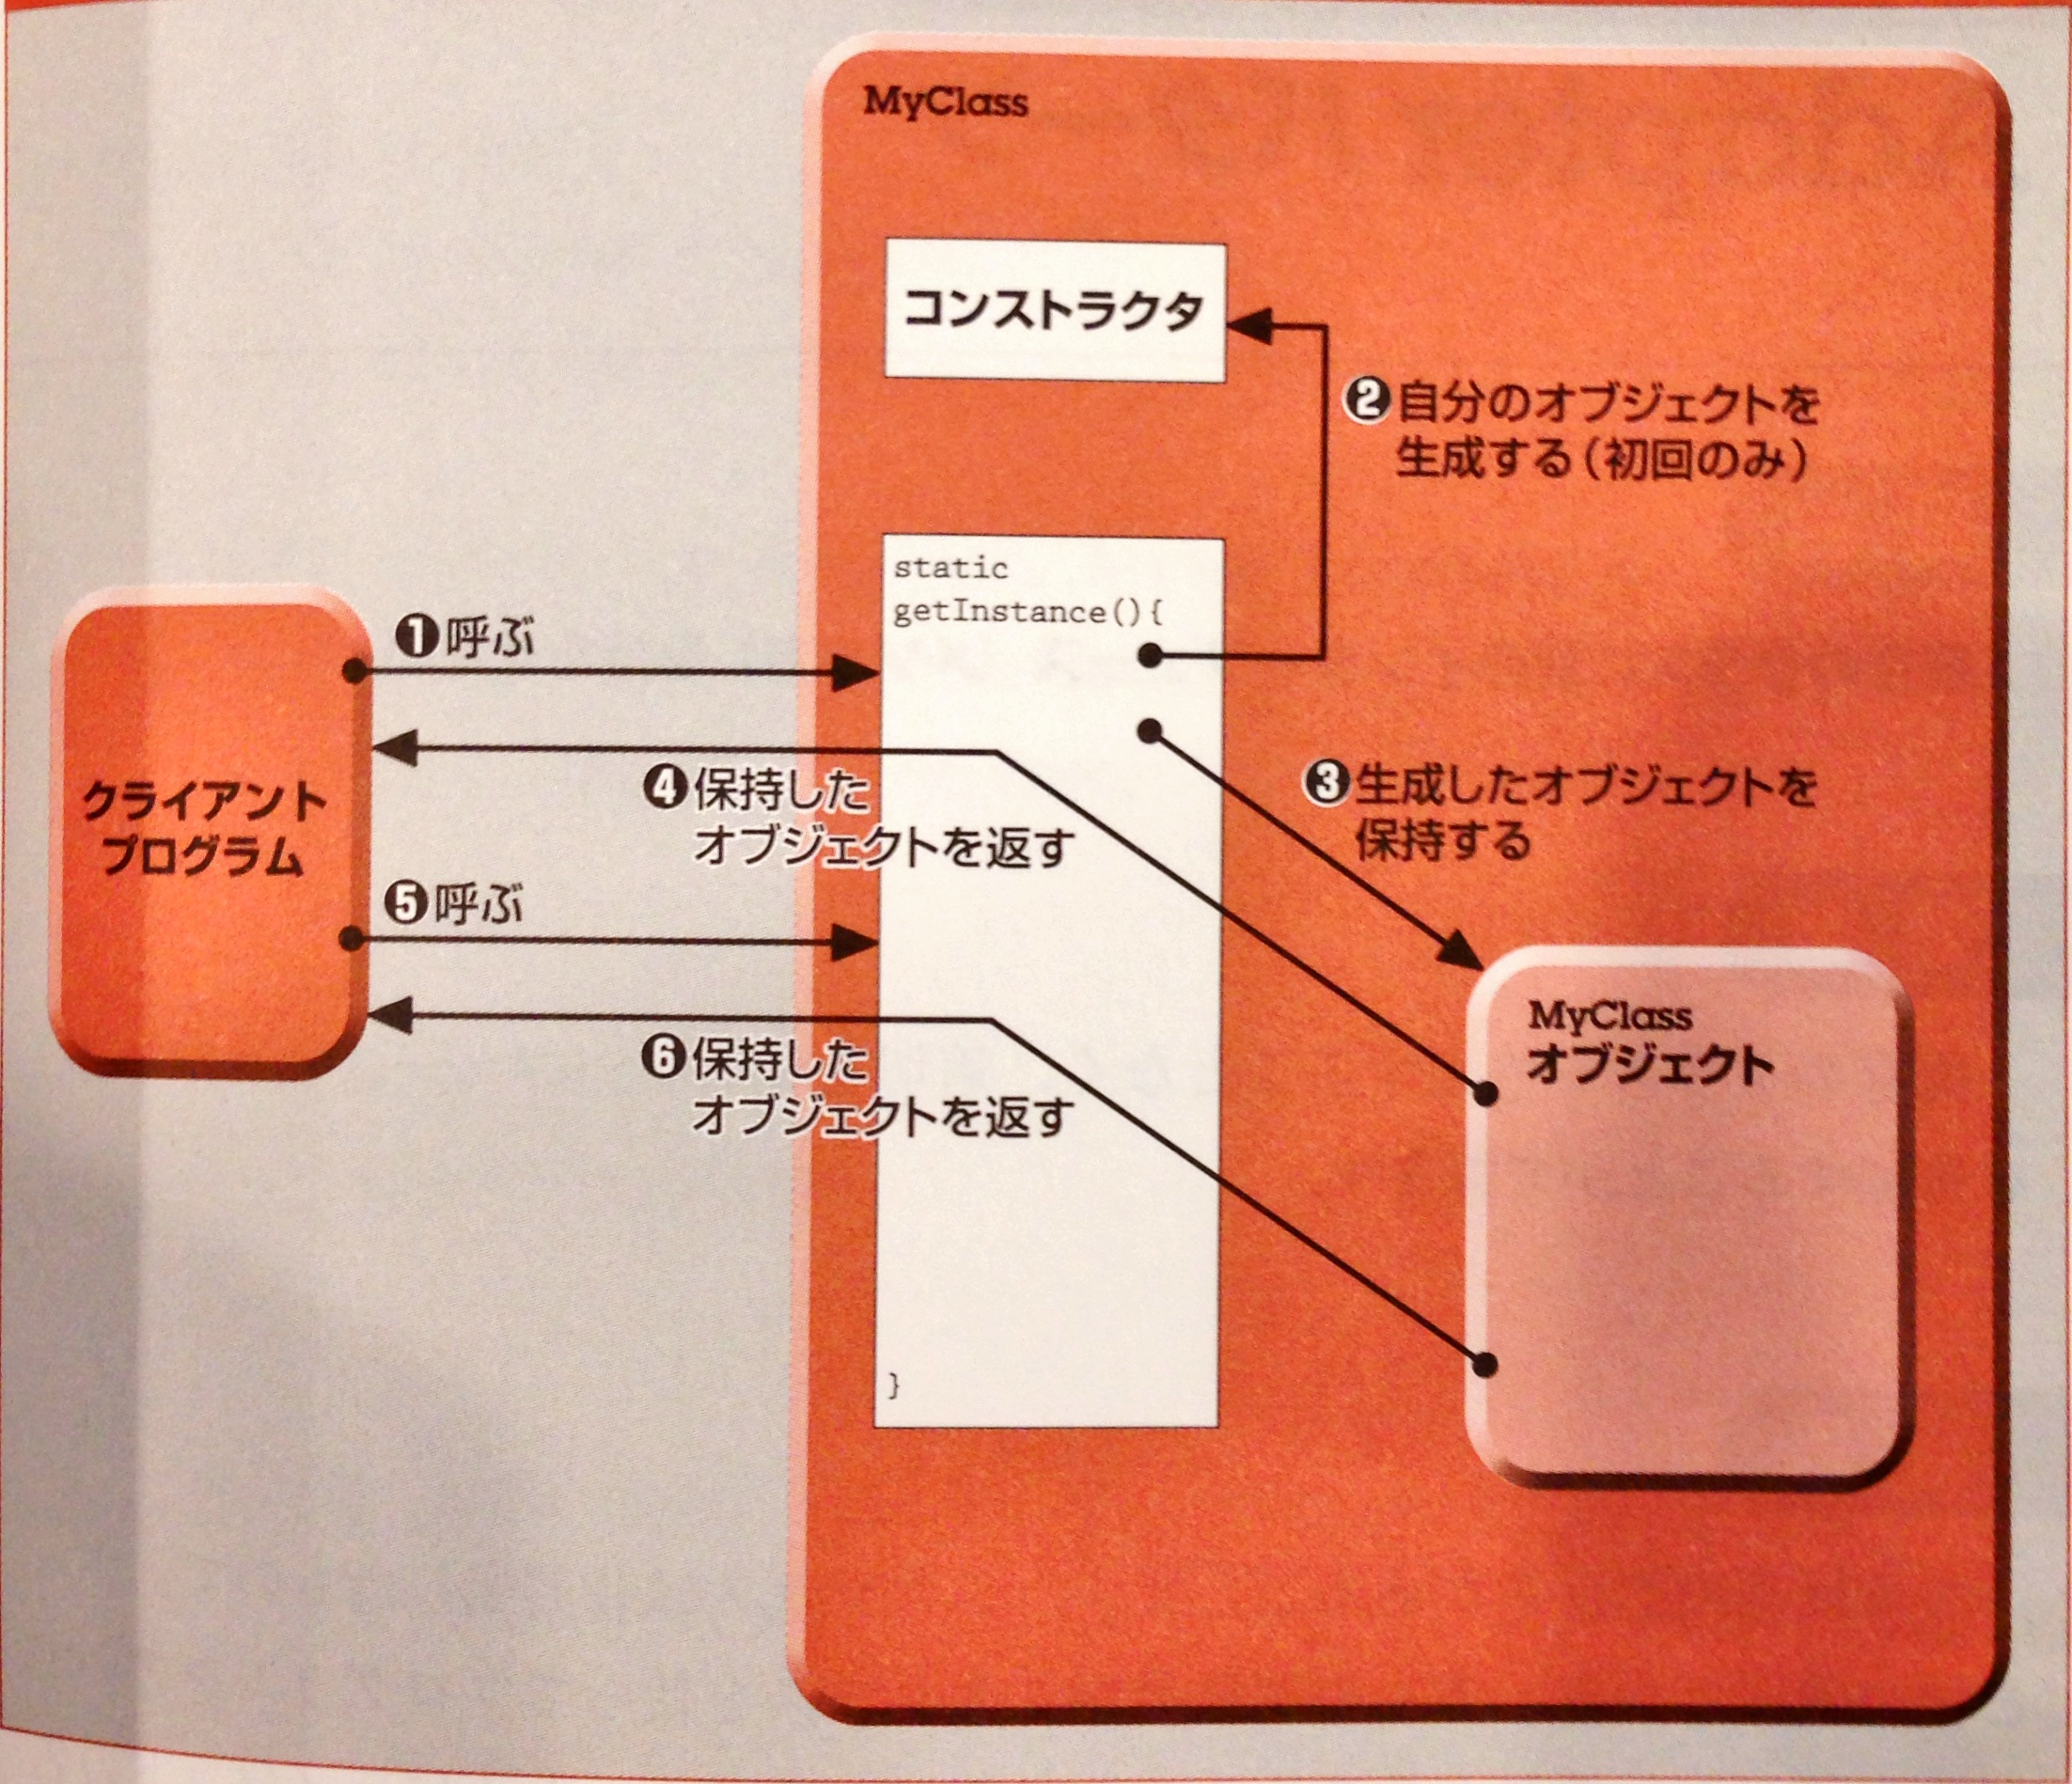 MyClass
コンストラクタ
❷自分のオブジェクトを
生成する(初回のみ)
static
getInstance(){
❶呼ぶ
❹保持した
オブジェクトを返す
❸生成したオブジェクトを
保持する
クライアント
プログラム
❺呼ぶ
❻保持した
オブジェクトを返す
MyClass
オブジェクト
}